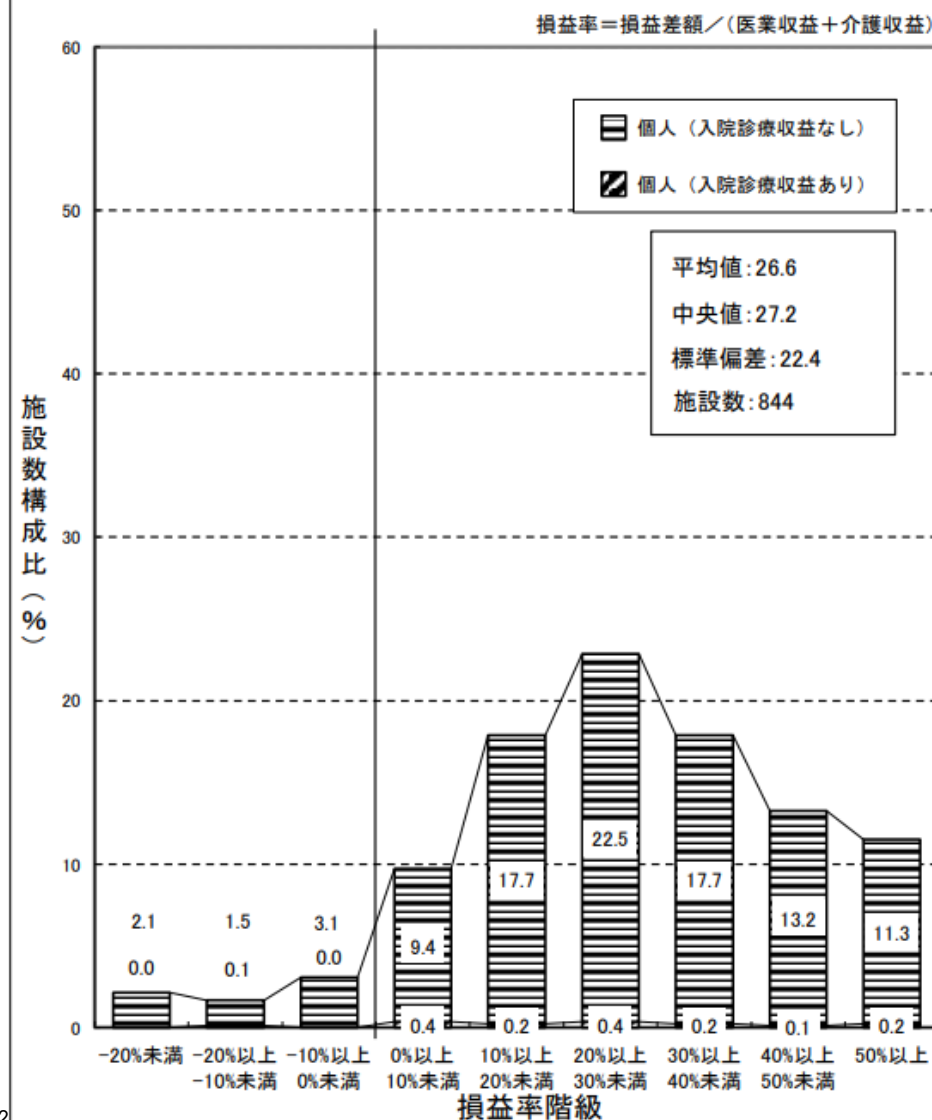 損益率=損益差額/(医業収益+介護収益)
60
50
40
30
20
10
0
施設数構成比(%)
個人(入院診療収益なし)
個人(入院診療収益あり)
平均値:26.6
中央値:27.2
標準偏差:22.4
施設数:844
2.1
1.5
3.1
9.4
17.7
22.5
17.7
13.2
11.3
0.0
0.1
0.0
0.4
0.2
0.4
0.2
0.1
0.2
-20%未満
-20%以上
-10%未満
-10%以上
0%未満
0%以上
10%未満
10%以上
20%未満
20%以上
30%未満
30%以上
40%未満
40%以上
50%未満
50%以上
損益率階級
2